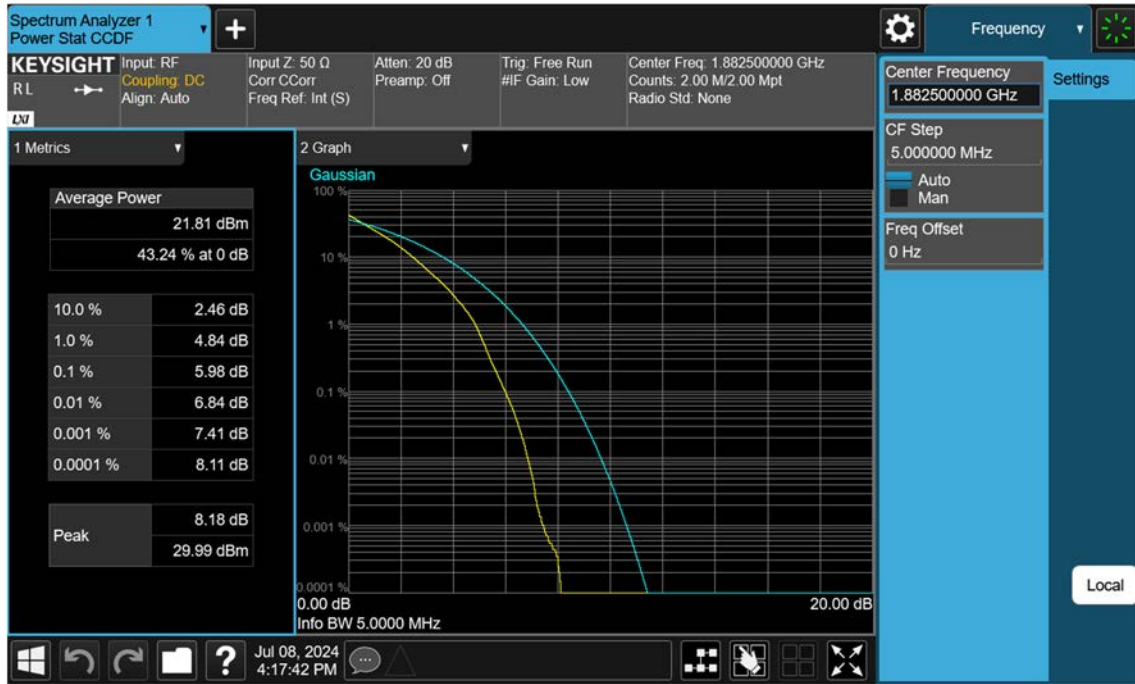 Spectrum Analyzer 1
Power Stat CCDF
Frequency
KEYSIGHT
RL
LXI
Input: RF
Coupling: DC
Align: Auto
Input Z: 50 Ω
Corr CCorr
Freq Ref: Int (S)
Atten: 20 dB
Preamp: Off
Trig: Free Run
#IF Gain: Low
Center Freq: 1.882500000 GHz
Counts: 2.00 M/2.00 Mpt
Radio Std: None
Center Frequency
1.882500000 GHz
Settings
CF Step
5.000000 MHz
Auto
Man
Freq Offset
0 Hz
Local
1 Metrics
Average Power
21.81 dBm
43.24 % at 0 dB
10.0 % 2.46 dB
1.0 % 4.84 dB
0.1 % 5.98 dB
0.01 % 6.84 dB
0.001 % 7.41 dB
0.0001 % 8.11 dB
Peak
8.18 dB
29.99 dBm
2 Graph
Gaussian
100 %
10 %
1 %
0.1 %
0.01 %
0.001 %
0.0001 %
0.00 dB 20.00 dB
Info BW 5.0000 MHz
?
Jul 08, 2024
4:17:42 PM